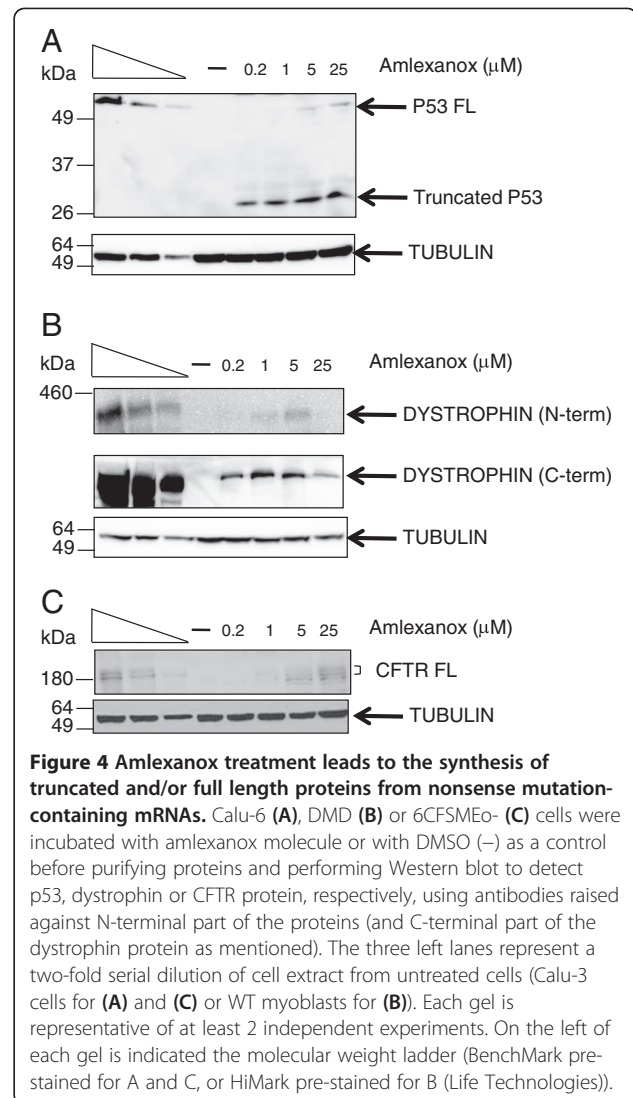 A
kDa
— 0.2 1 5 25 Amlexanox (μM)
49
P53 FL
37
26
Truncated P53
64
49
TUBULIN
B
kDa
— 0.2 1 5 25 Amlexanox (μM)
460
DYSTROPHIN (N-term)
DYSTROPHIN (C-term)
64
49
TUBULIN
C
kDa
— 0.2 1 5 25 Amlexanox (μM)
180
CFTR FL
64
49
TUBULIN
Figure 4 Amlexanox treatment leads to the synthesis of
truncated and/or full length proteins from nonsense mutation-
containing mRNAs. Calu-6 (A), DMD (B) or 6CFSMEo- (C) cells were
incubated with amlexanox molecule or with DMSO (−) as a control
before purifying proteins and performing Western blot to detect
p53, dystrophin or CFTR protein, respectively, using antibodies raised
against N-terminal part of the proteins (and C-terminal part of the
dystrophin protein as mentioned). The three left lanes represent a
two-fold serial dilution of cell extract from untreated cells (Calu-3
cells for (A) and (C) or WT myoblasts for (B)). Each gel is
representative of at least 2 independent experiments. On the left of
each gel is indicated the molecular weight ladder (BenchMark pre-
stained for A and C, or HiMark pre-stained for B (Life Technologies)).